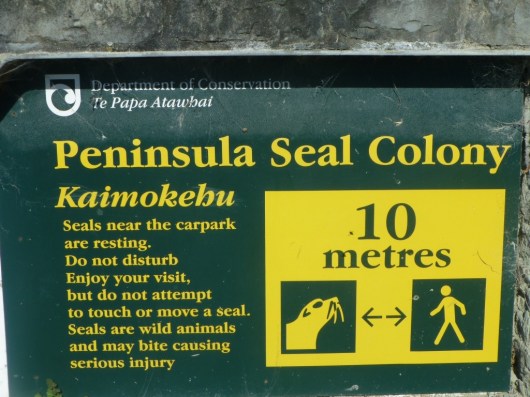 Department of Conservation
Te Papa Atawhai
Peninsula Seal Colony
Kaimokehu
Seals near the carpark
are resting.
Do not disturb
Enjoy your visit,
but do not attempt
to touch or move a seal.
Seals are wild animals
and may bite causing
serious injury
10
metres